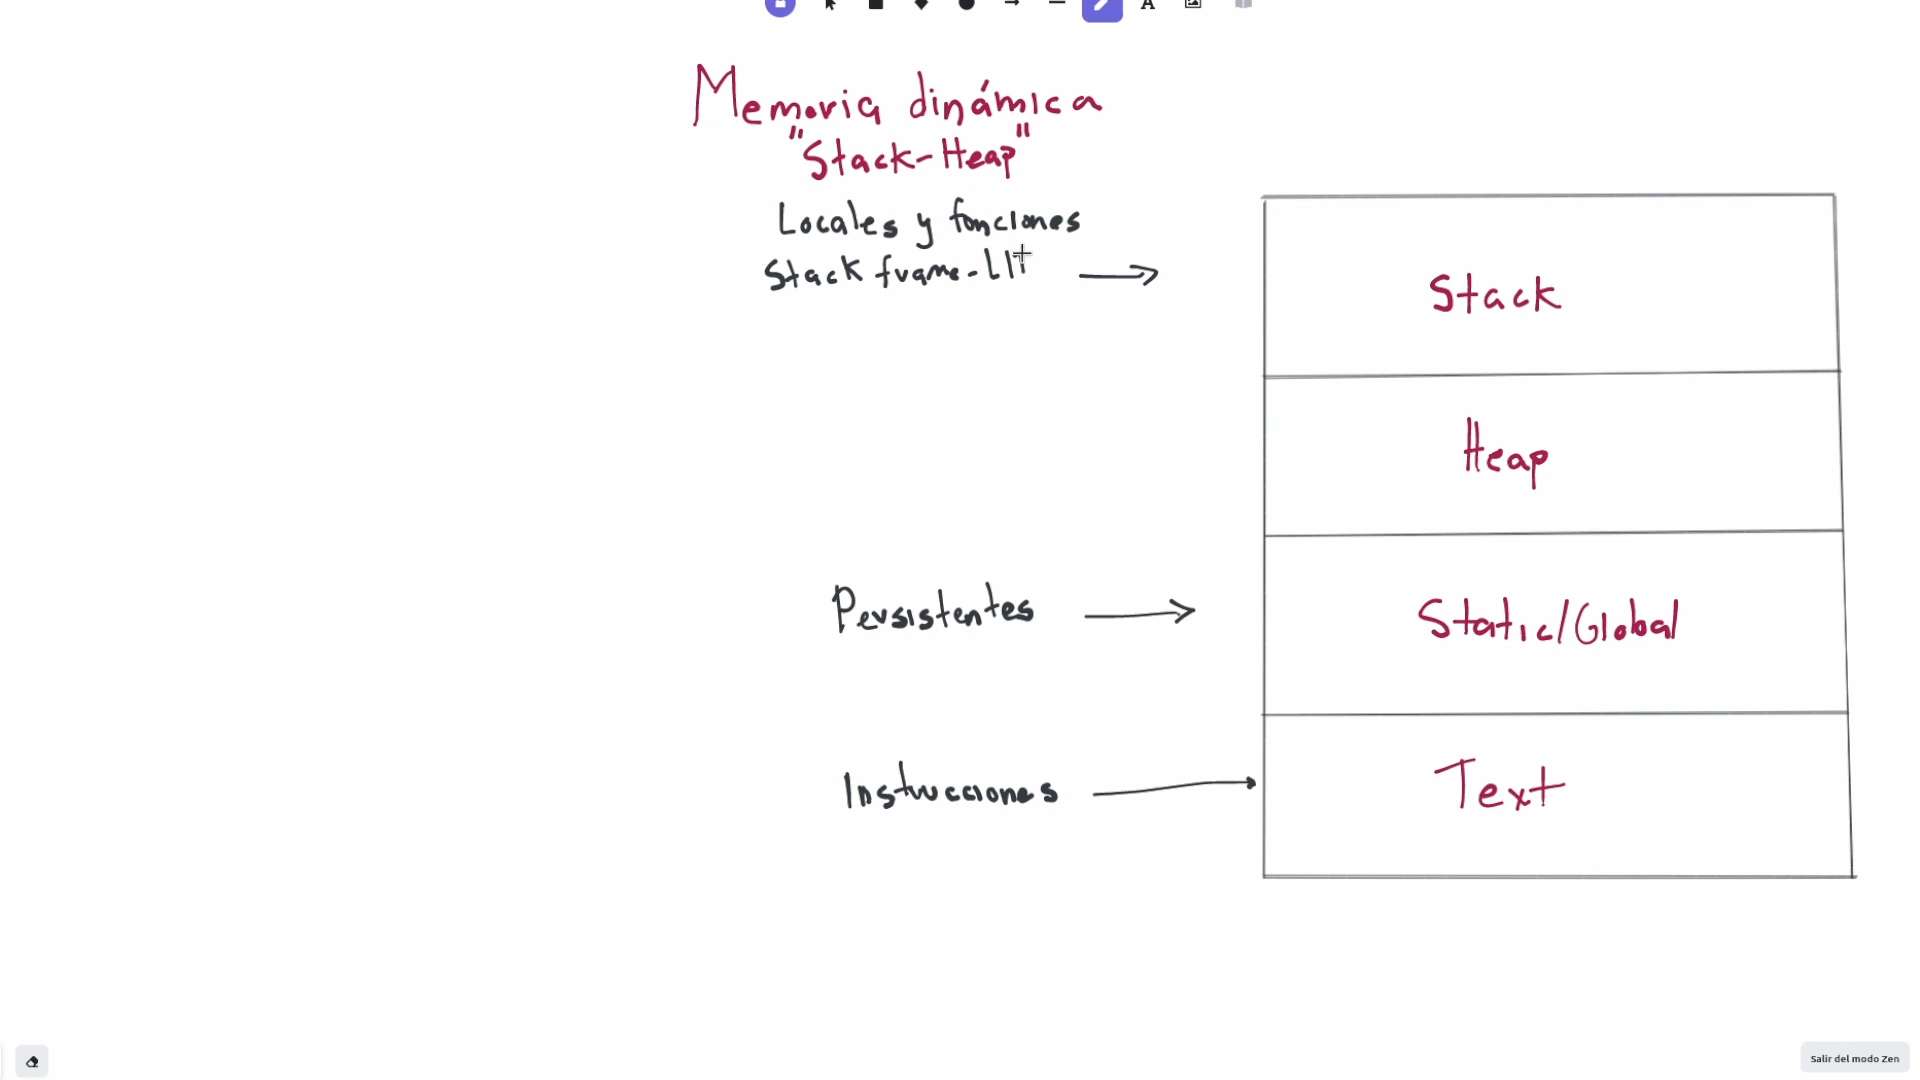 Memoria dinámica
"Stack-Heap"
Locales y funciones
Stack frame - LI
Stack
Heap
Persistentes
Static/Global
Instrucciones
Text
Salir del modo Zen